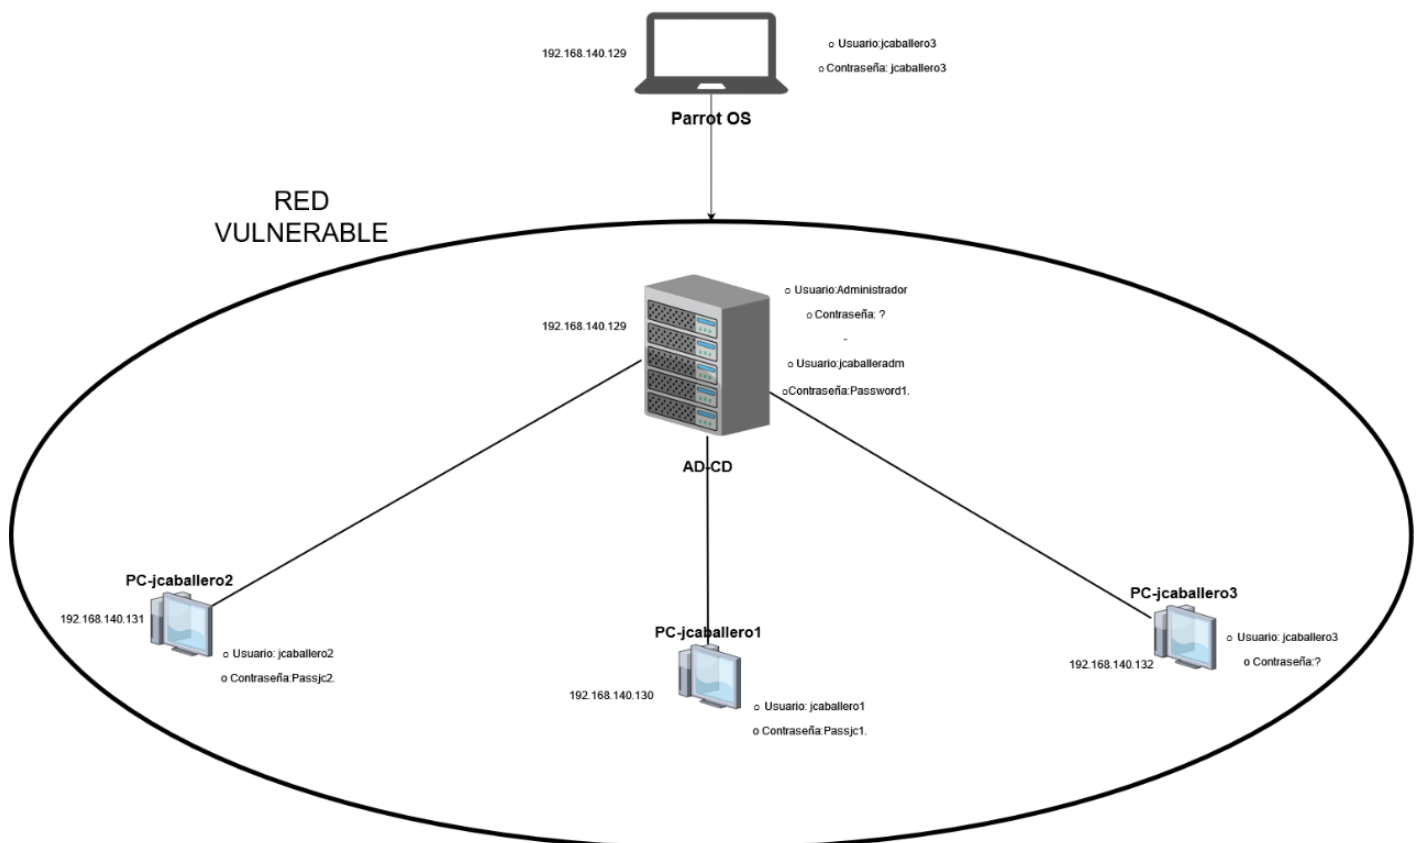 192.168.140.129
o Usuario:jcaballero3
o Contraseña: jcaballero3
Parrot OS
RED
VULNERABLE
192.168.140.129
o Usuario:Administrador
o Contraseña: ?
-
o Usuario:jcaballeradm
oContraseña:Password1.
AD-CD
PC-jcaballero2
192.168.140.131
o Usuario: jcaballero2
o Contraseña:Passjc2.
PC-jcaballero1
192.168.140.130
o Usuario: jcaballero1
o Contraseña:Passjc1.
PC-jcaballero3
192.168.140.132
o Usuario: jcaballero3
o Contraseña:?